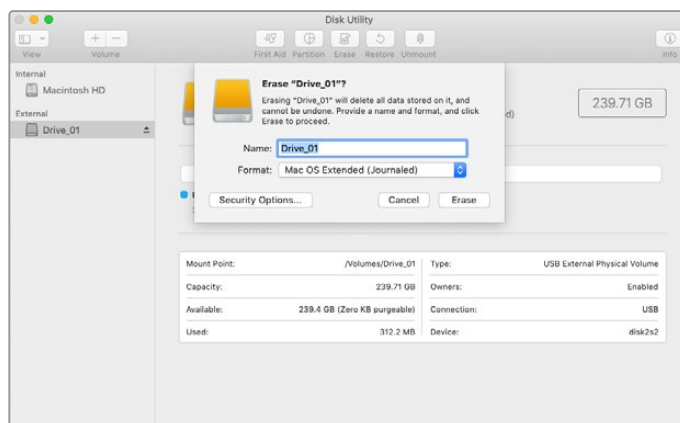 Disk Utility
View
Volume
First Aid Partition Erase Restore Unmount
Info
Internal
Macintosh HD
External
Drive_01
Erase "Drive_01"?
Erasing "Drive_01" will delete all data stored on it, and
cannot be undone. Provide a name and format, and click
Erase to proceed.
Name: Drive_01
Format: Mac OS Extended (Journaled)
Security Options... Cancel Erase
d)
239.71 GB
Mount Point: /Volumes/Drive_01 Type: USB External Physical Volume
Capacity: 239.71 GB Owners: Enabled
Available: 239.4 GB (Zero KB purgeable) Connection: USB
Used: 312.2 MB Device: disk2s2